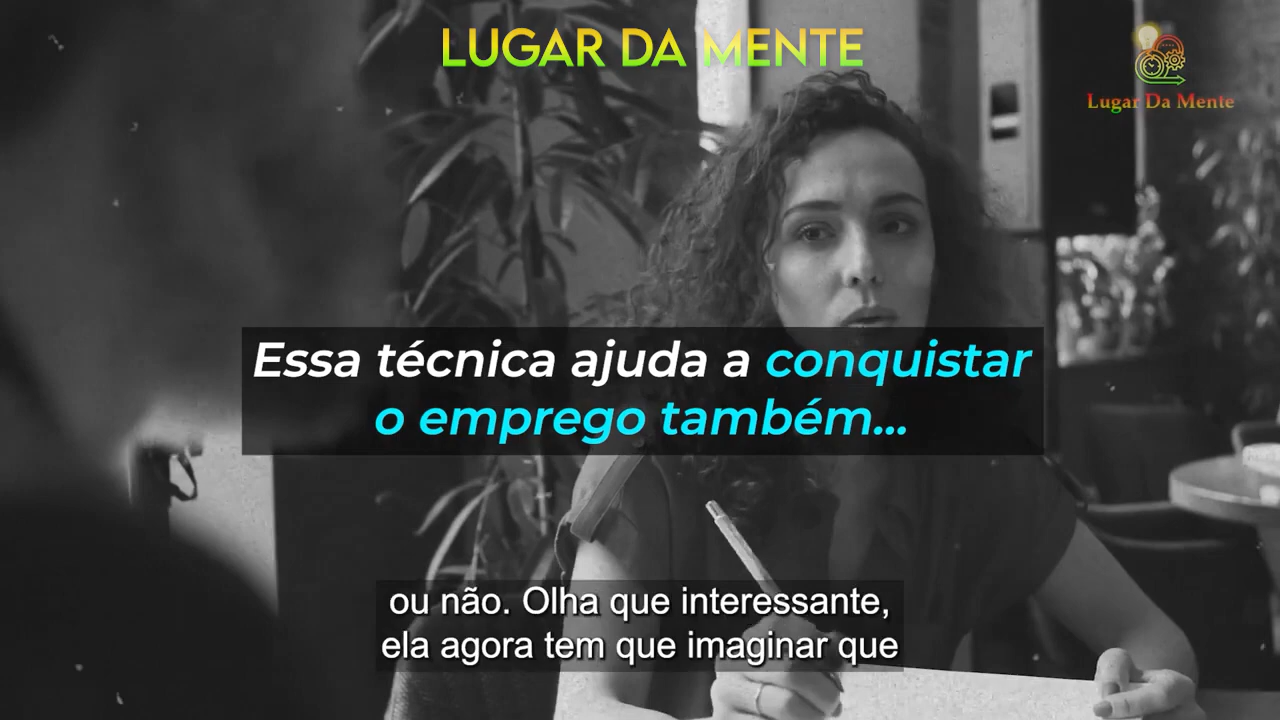 LUGAR DA MENTE
Lugar Da Mente
Essa técnica ajuda a conquistar
o emprego também...
ou não. Olha que interessante,
ela agora tem que imaginar que